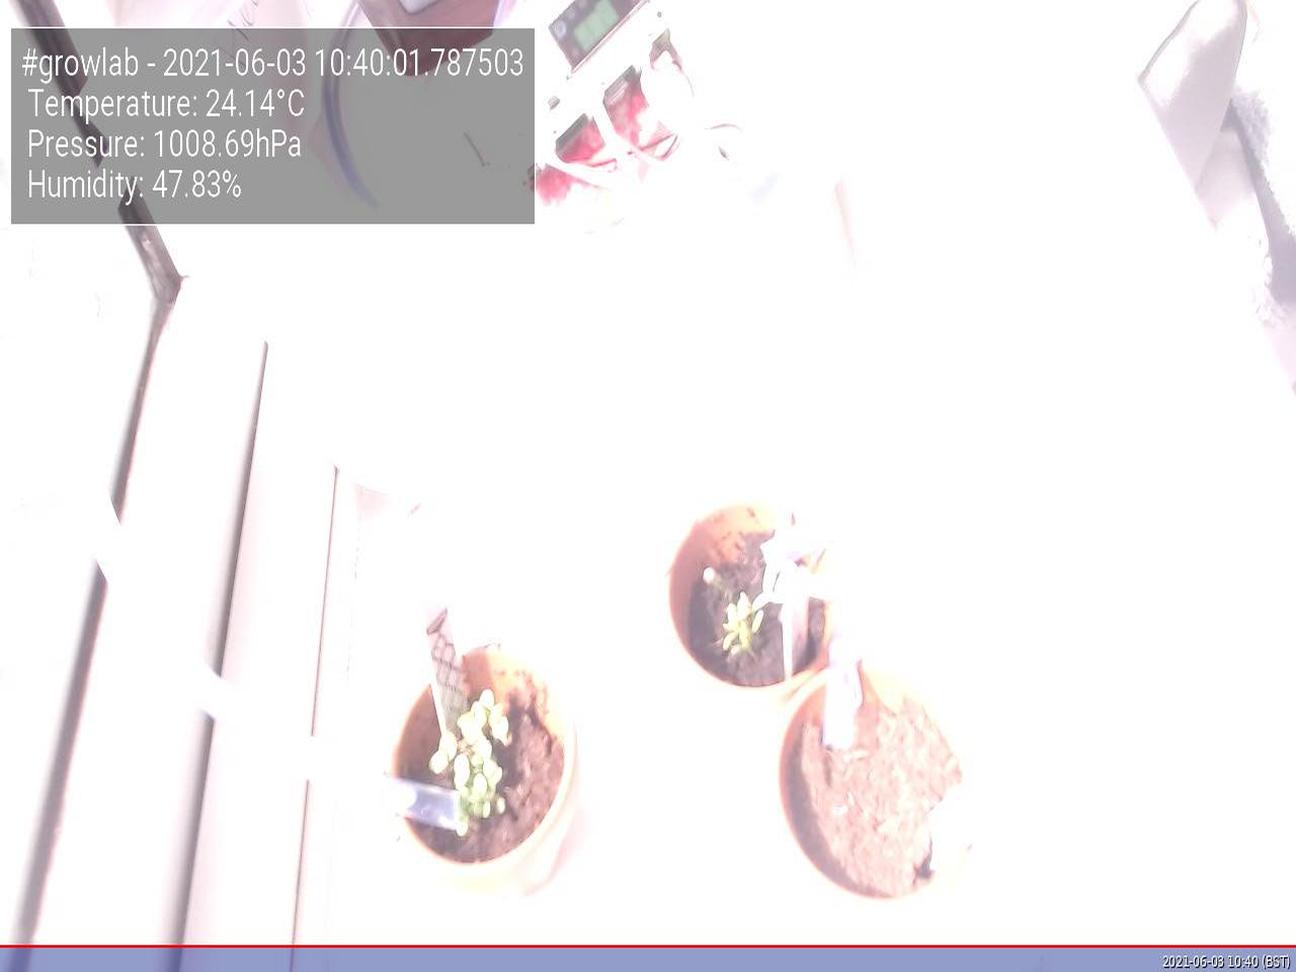 #growlab - 2021-06-03 10:40:01.787503
Temperature: 24.14°C
Pressure: 1008.69hPa
Humidity: 47.83%
2021-06-03 10:40 (BST)